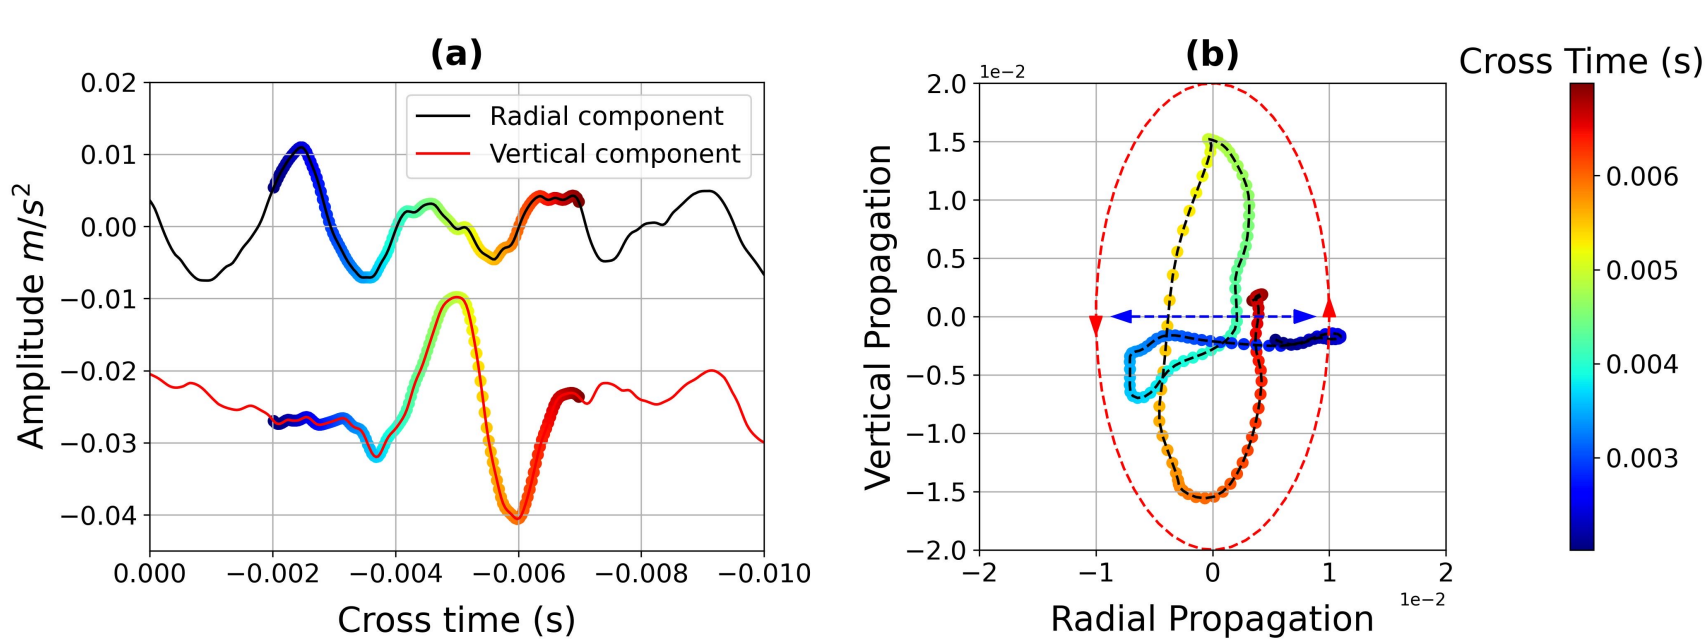 (a)
0.02
0.01
0.00
−0.01
−0.02
−0.03
−0.04
Amplitude m/s²
Radial component
Vertical component
0.000 −0.002 −0.004 −0.006 −0.008 −0.010
Cross time (s)
(b)
1e−2
2.0
1.5
1.0
0.5
0.0
−0.5
−1.0
−1.5
−2.0
Vertical Propagation
−2 −1 0 1 2
1e−2
Radial Propagation
Cross Time (s)
0.006
0.005
0.004
0.003